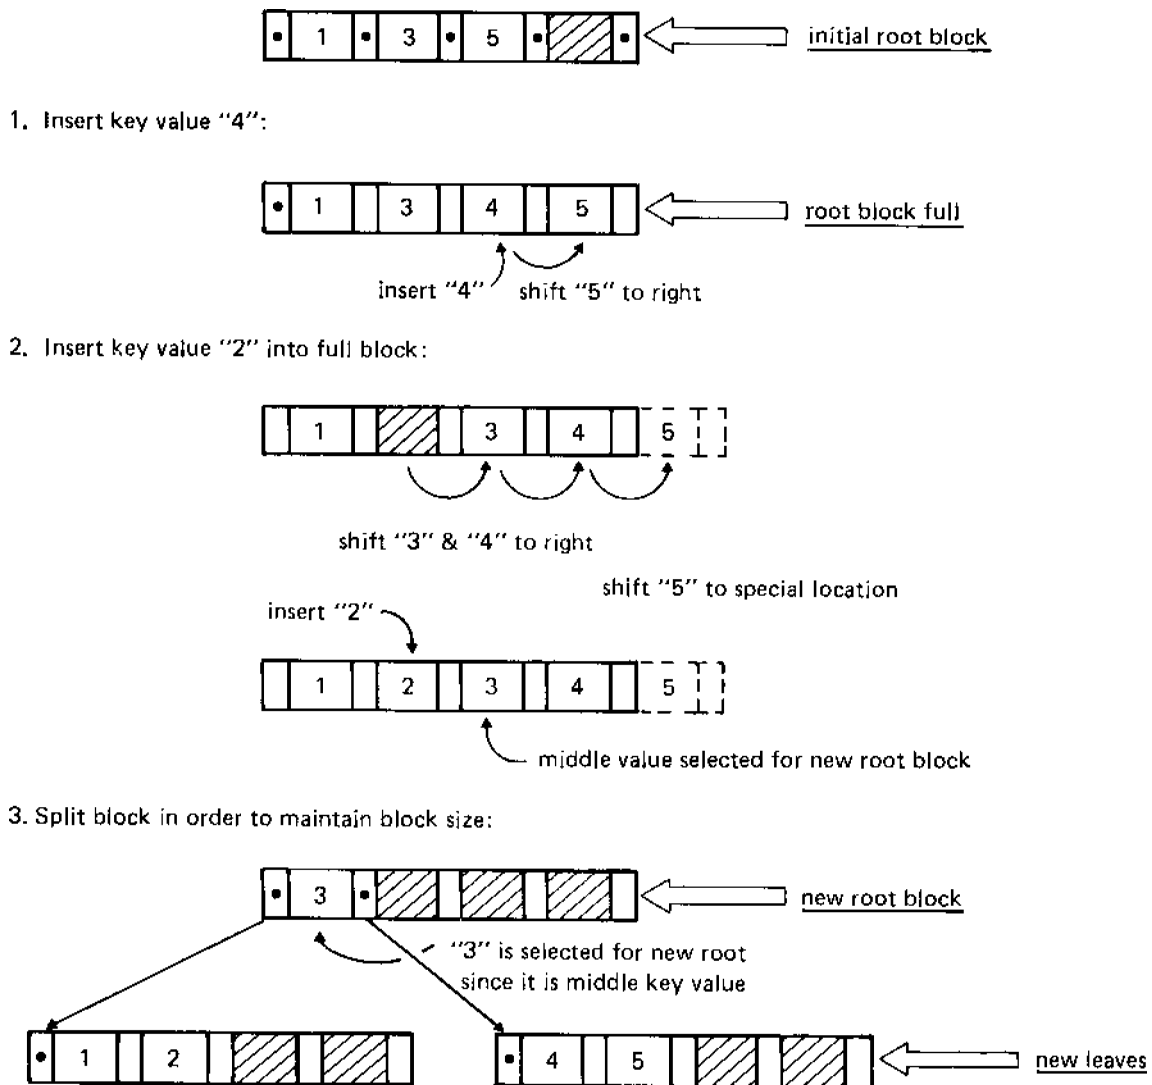 1 3 5 initial root block
1. Insert key value "4":
1 3 4 5 root block full
insert "4" shift "5" to right
2. Insert key value "2" into full block:
1 3 4 5
shift "3" & "4" to right
shift "5" to special location
insert "2"
1 2 3 4 5
middle value selected for new root block
3. Split block in order to maintain block size:
3 new root block
"3" is selected for new root
since it is middle key value
1 2 4 5 new leaves